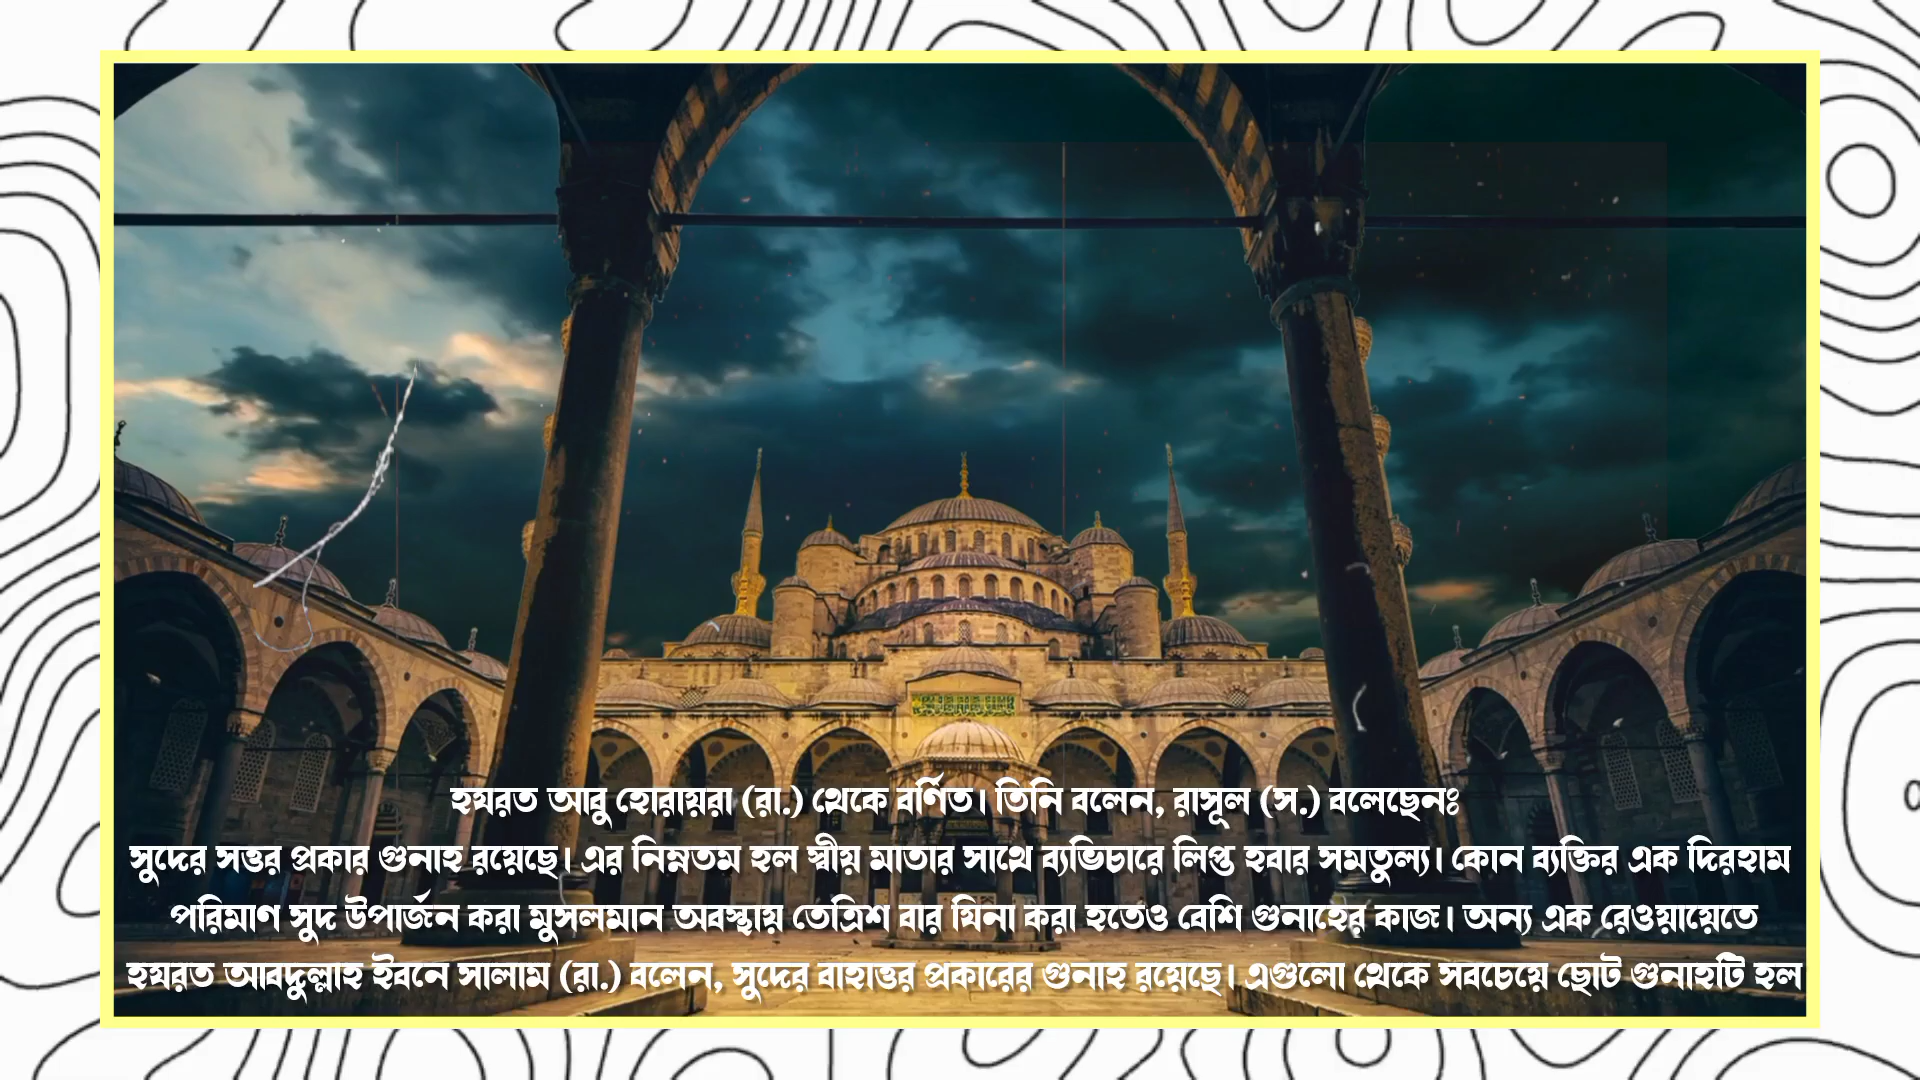 হযরত আবু হোরায়রা (রা.) থেকে বর্ণিত। তিনি বলেন, রাসূল (স.) বলেছেনঃ
সুদের সত্তর প্রকার গুনাহ রয়েছে। এর নিম্নতম হল স্বীয় মাতার সাথে ব্যভিচারে লিপ্ত হবার সমতুল্য। কোন ব্যক্তির এক দিরহাম
পরিমাণ সুদ উপার্জন করা মুসলমান অবস্থায় তেত্রিশ বার যিনা করা হতেও বেশি গুনাহের কাজ। অন্য এক রেওয়ায়েতে
হযরত আবদুল্লাহ ইবনে সালাম (রা.) বলেন, সুদের বাহাত্তর প্রকারের গুনাহ রয়েছে। এগুলো থেকে সবচেয়ে ছোট গুনাহটি হল